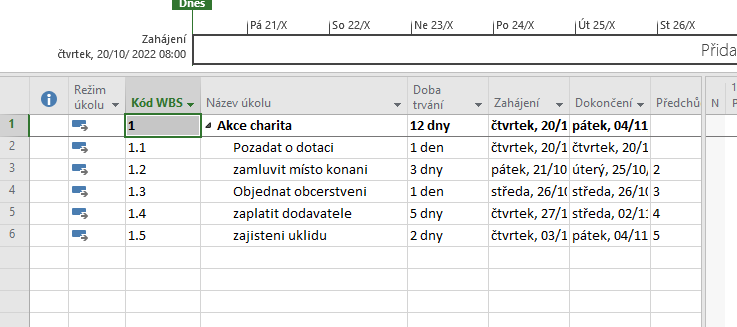 Dnes
Pá 21/X So 22/X Ne 23/X Po 24/X Út 25/X St 26/X
Zahájení
čtvrtek, 20/10/ 2022 08:00
Přida
Režim úkolu Kód WBS Název úkolu Doba trvání Zahájení Dokončení Předchů N
1 1 Akce charita 12 dny čtvrtek, 20/1 pátek, 04/11
2 1.1 Pozadat o dotaci 1 den čtvrtek, 20/1 čtvrtek, 20/1
3 1.2 zamluvit místo konani 3 dny pátek, 21/10 úterý, 25/10, 2
4 1.3 Objednat obcerstveni 1 den středa, 26/10 středa, 26/10 3
5 1.4 zaplatit dodavatele 5 dny čtvrtek, 27/1 středa, 02/11 4
6 1.5 zajisteni uklidu 2 dny čtvrtek, 03/1 pátek, 04/11 5